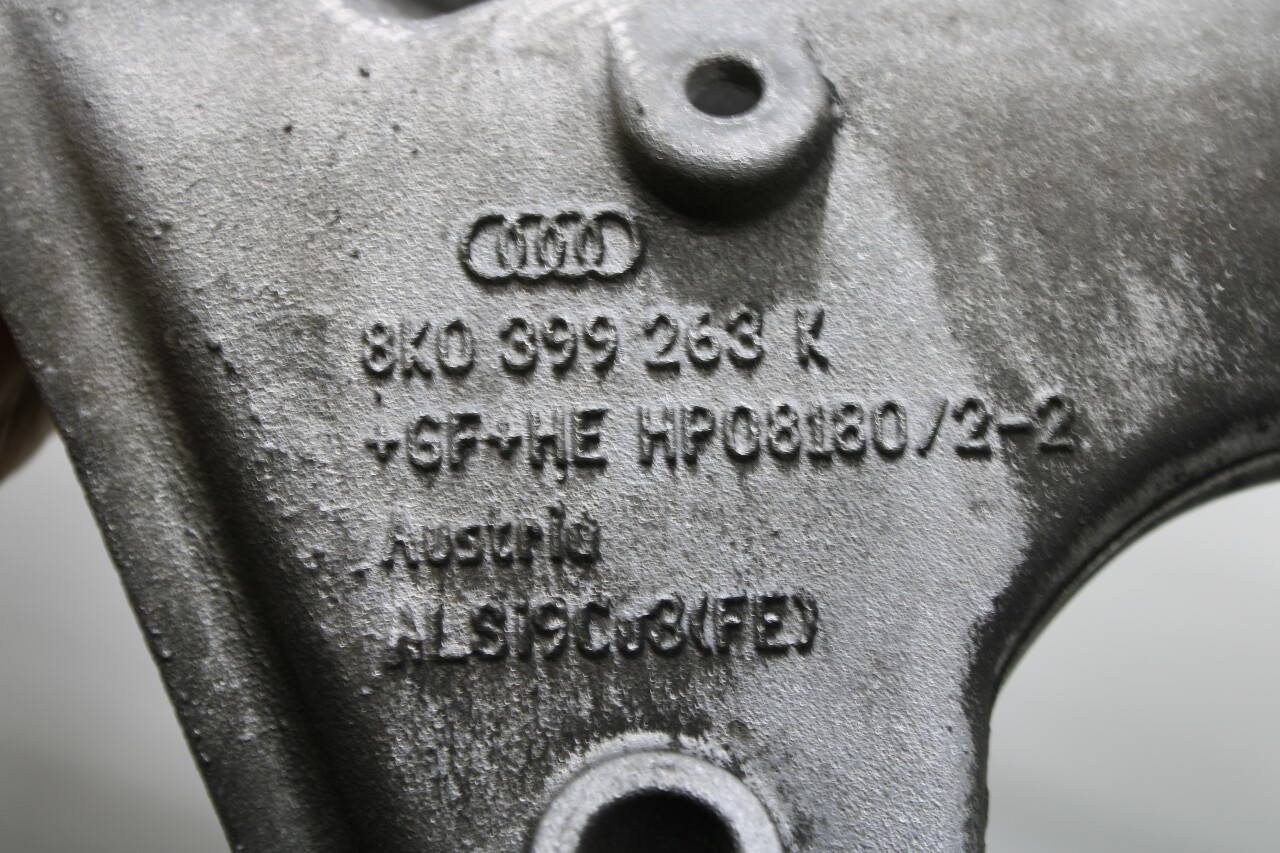 8K0 399 263 K
+GF+HE HP08180/2-2
Austria
ALSi9Cu3(FE)